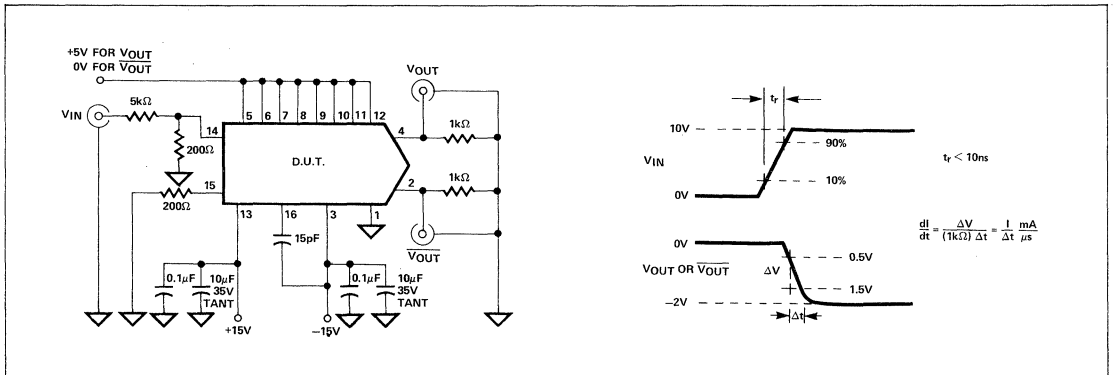 +5V FOR VOUT
0V FOR VOUT
VIN
5kΩ
200Ω
14
15
200Ω
5 6 7 8 9 10 11 12
D.U.T.
4
2
13 16 3 1
VOUT
1kΩ
1kΩ
VOUT
15pF
0.1μF
10μF
35V
TANT
+15V
0.1μF
10μF
35V
TANT
–15V
tr
10V
90%
VIN
tr < 10ns
10%
0V
dI/dt = ΔV/(1kΩ) Δt = I/Δt mA/μs
0V
0.5V
VOUT OR VOUT
ΔV
1.5V
–2V
Δt